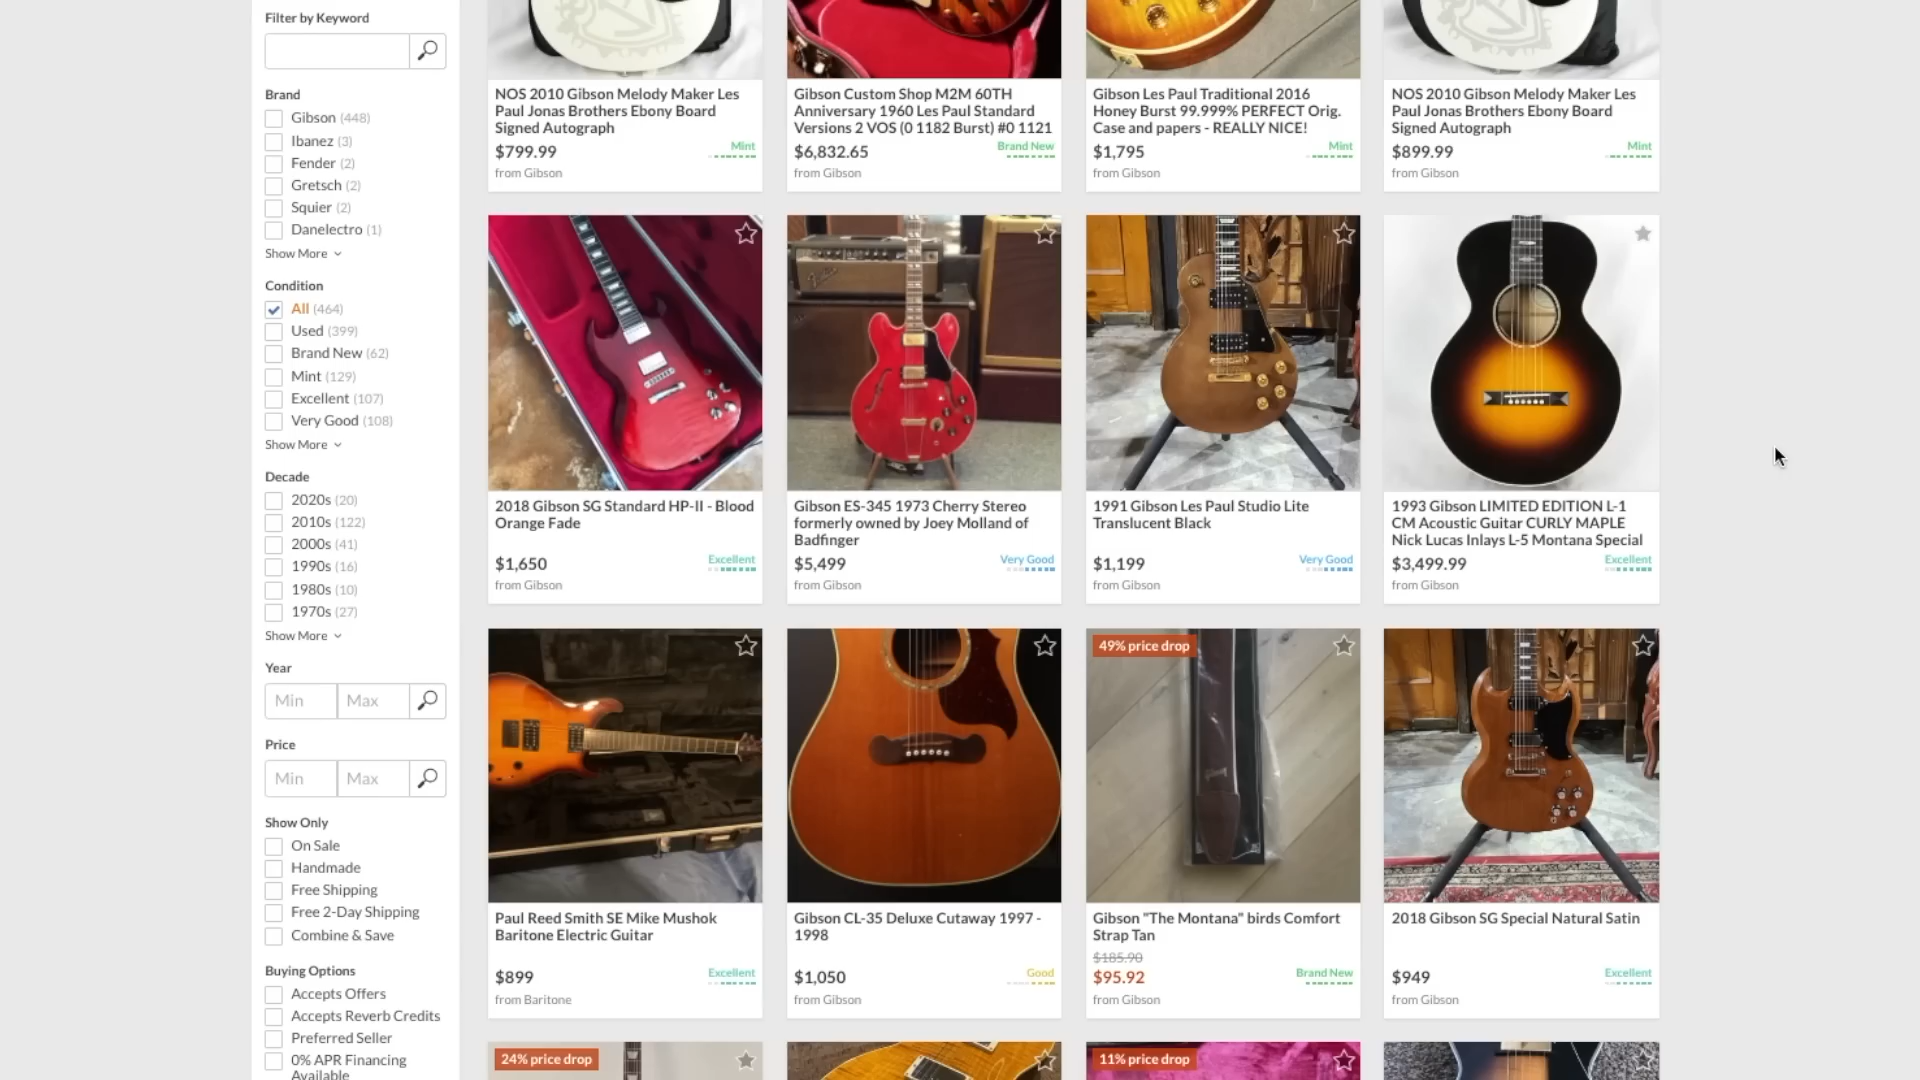 Filter by Keyword
Brand
Gibson (448)
Ibanez (3)
Fender (2)
Gretsch (2)
Squier (2)
Danelectro (1)
Show More
Condition
All (464)
Used (399)
Brand New (62)
Mint (129)
Excellent (107)
Very Good (108)
Show More
Decade
2020s (20)
2010s (122)
2000s (41)
1990s (16)
1980s (10)
1970s (27)
Show More
Year
Min Max
Price
Min Max
Show Only
On Sale
Handmade
Free Shipping
Free 2-Day Shipping
Combine & Save
Buying Options
Accepts Offers
Accepts Reverb Credits
Preferred Seller
0% APR Financing
Available
NOS 2010 Gibson Melody Maker Les
Paul Jonas Brothers Ebony Board
Signed Autograph
$799.99
Mint
from Gibson
Gibson Custom Shop M2M 60TH
Anniversary 1960 Les Paul Standard
Versions 2 VOS (0 1182 Burst) #0 1121
$6,832.65
Brand New
from Gibson
Gibson Les Paul Traditional 2016
Honey Burst 99.999% PERFECT Orig.
Case and papers - REALLY NICE!
$1,795
Mint
from Gibson
NOS 2010 Gibson Melody Maker Les
Paul Jonas Brothers Ebony Board
Signed Autograph
$899.99
Mint
from Gibson
2018 Gibson SG Standard HP-II - Blood
Orange Fade
$1,650
Excellent
from Gibson
Gibson ES-345 1973 Cherry Stereo
formerly owned by Joey Molland of
Badfinger
$5,499
Very Good
from Gibson
1991 Gibson Les Paul Studio Lite
Translucent Black
$1,199
Very Good
from Gibson
1993 Gibson LIMITED EDITION L-1
CM Acoustic Guitar CURLY MAPLE
Nick Lucas Inlays L-5 Montana Special
$3,499.99
Excellent
from Gibson
Paul Reed Smith SE Mike Mushok
Baritone Electric Guitar
$899
Excellent
from Baritone
Gibson CL-35 Deluxe Cutaway 1997 -
1998
$1,050
Good
from Gibson
49% price drop
Gibson "The Montana" birds Comfort
Strap Tan
$185.90
$95.92
Brand New
from Gibson
2018 Gibson SG Special Natural Satin
$949
Excellent
from Gibson
24% price drop
11% price drop